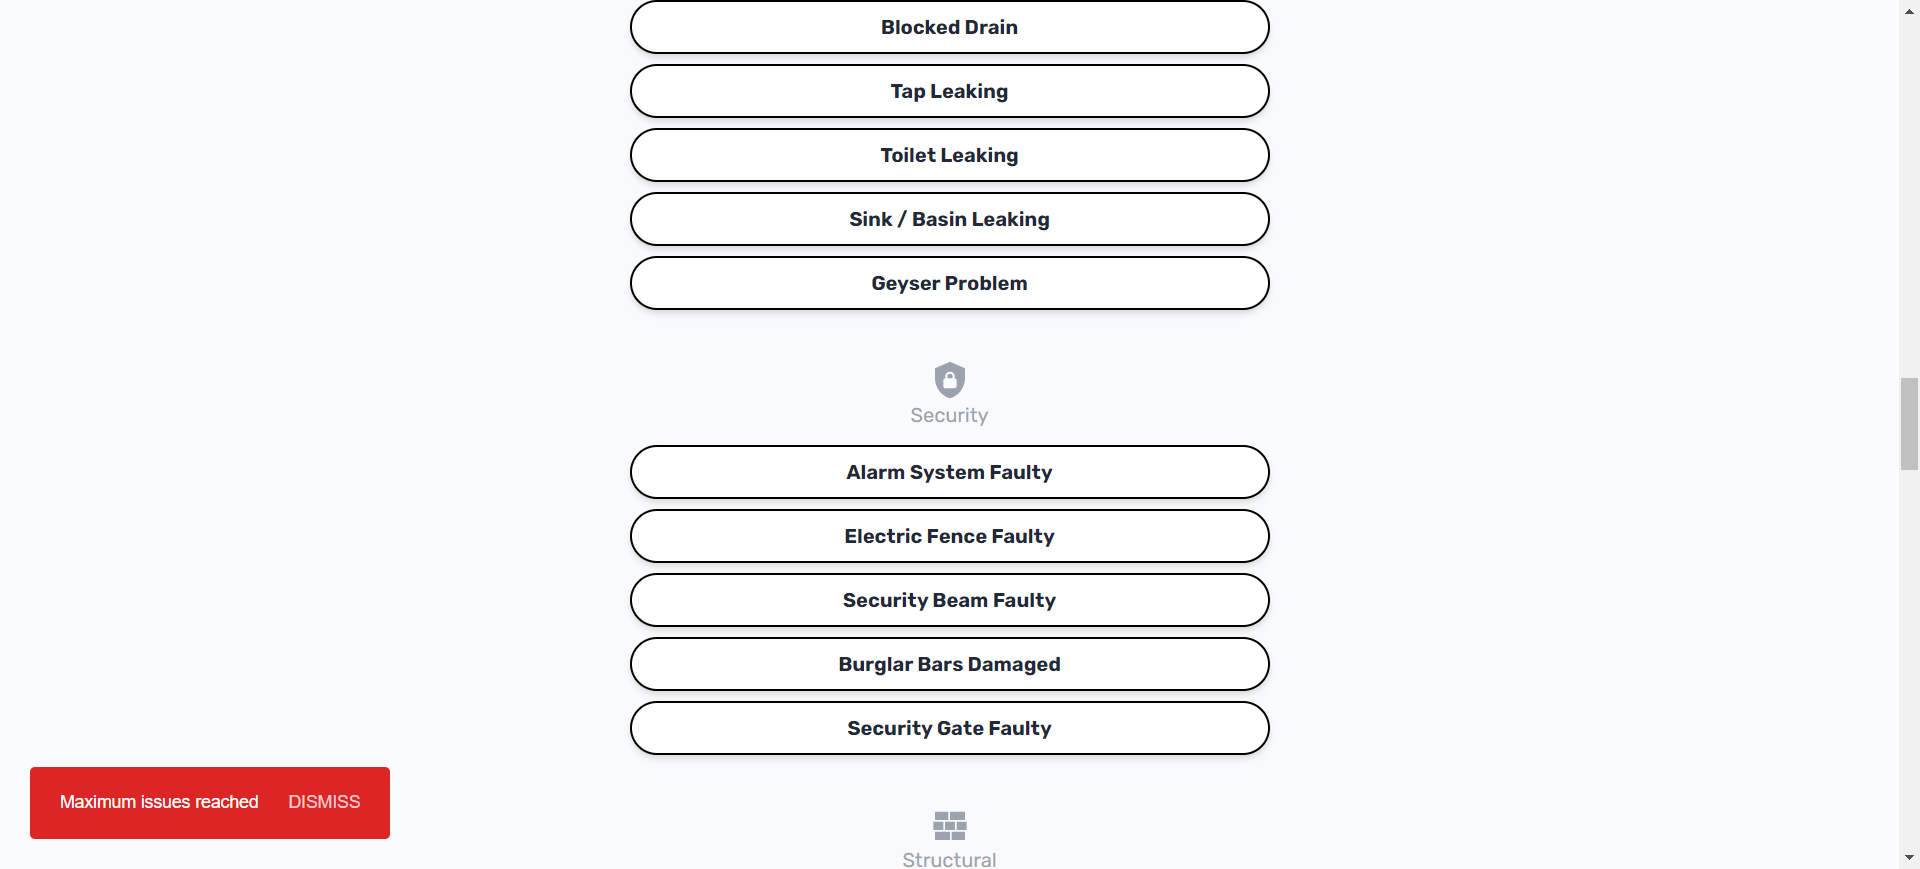 Blocked Drain
Tap Leaking
Toilet Leaking
Sink / Basin Leaking
Geyser Problem
Security
Alarm System Faulty
Electric Fence Faulty
Security Beam Faulty
Burglar Bars Damaged
Security Gate Faulty
Maximum issues reached DISMISS
Structural